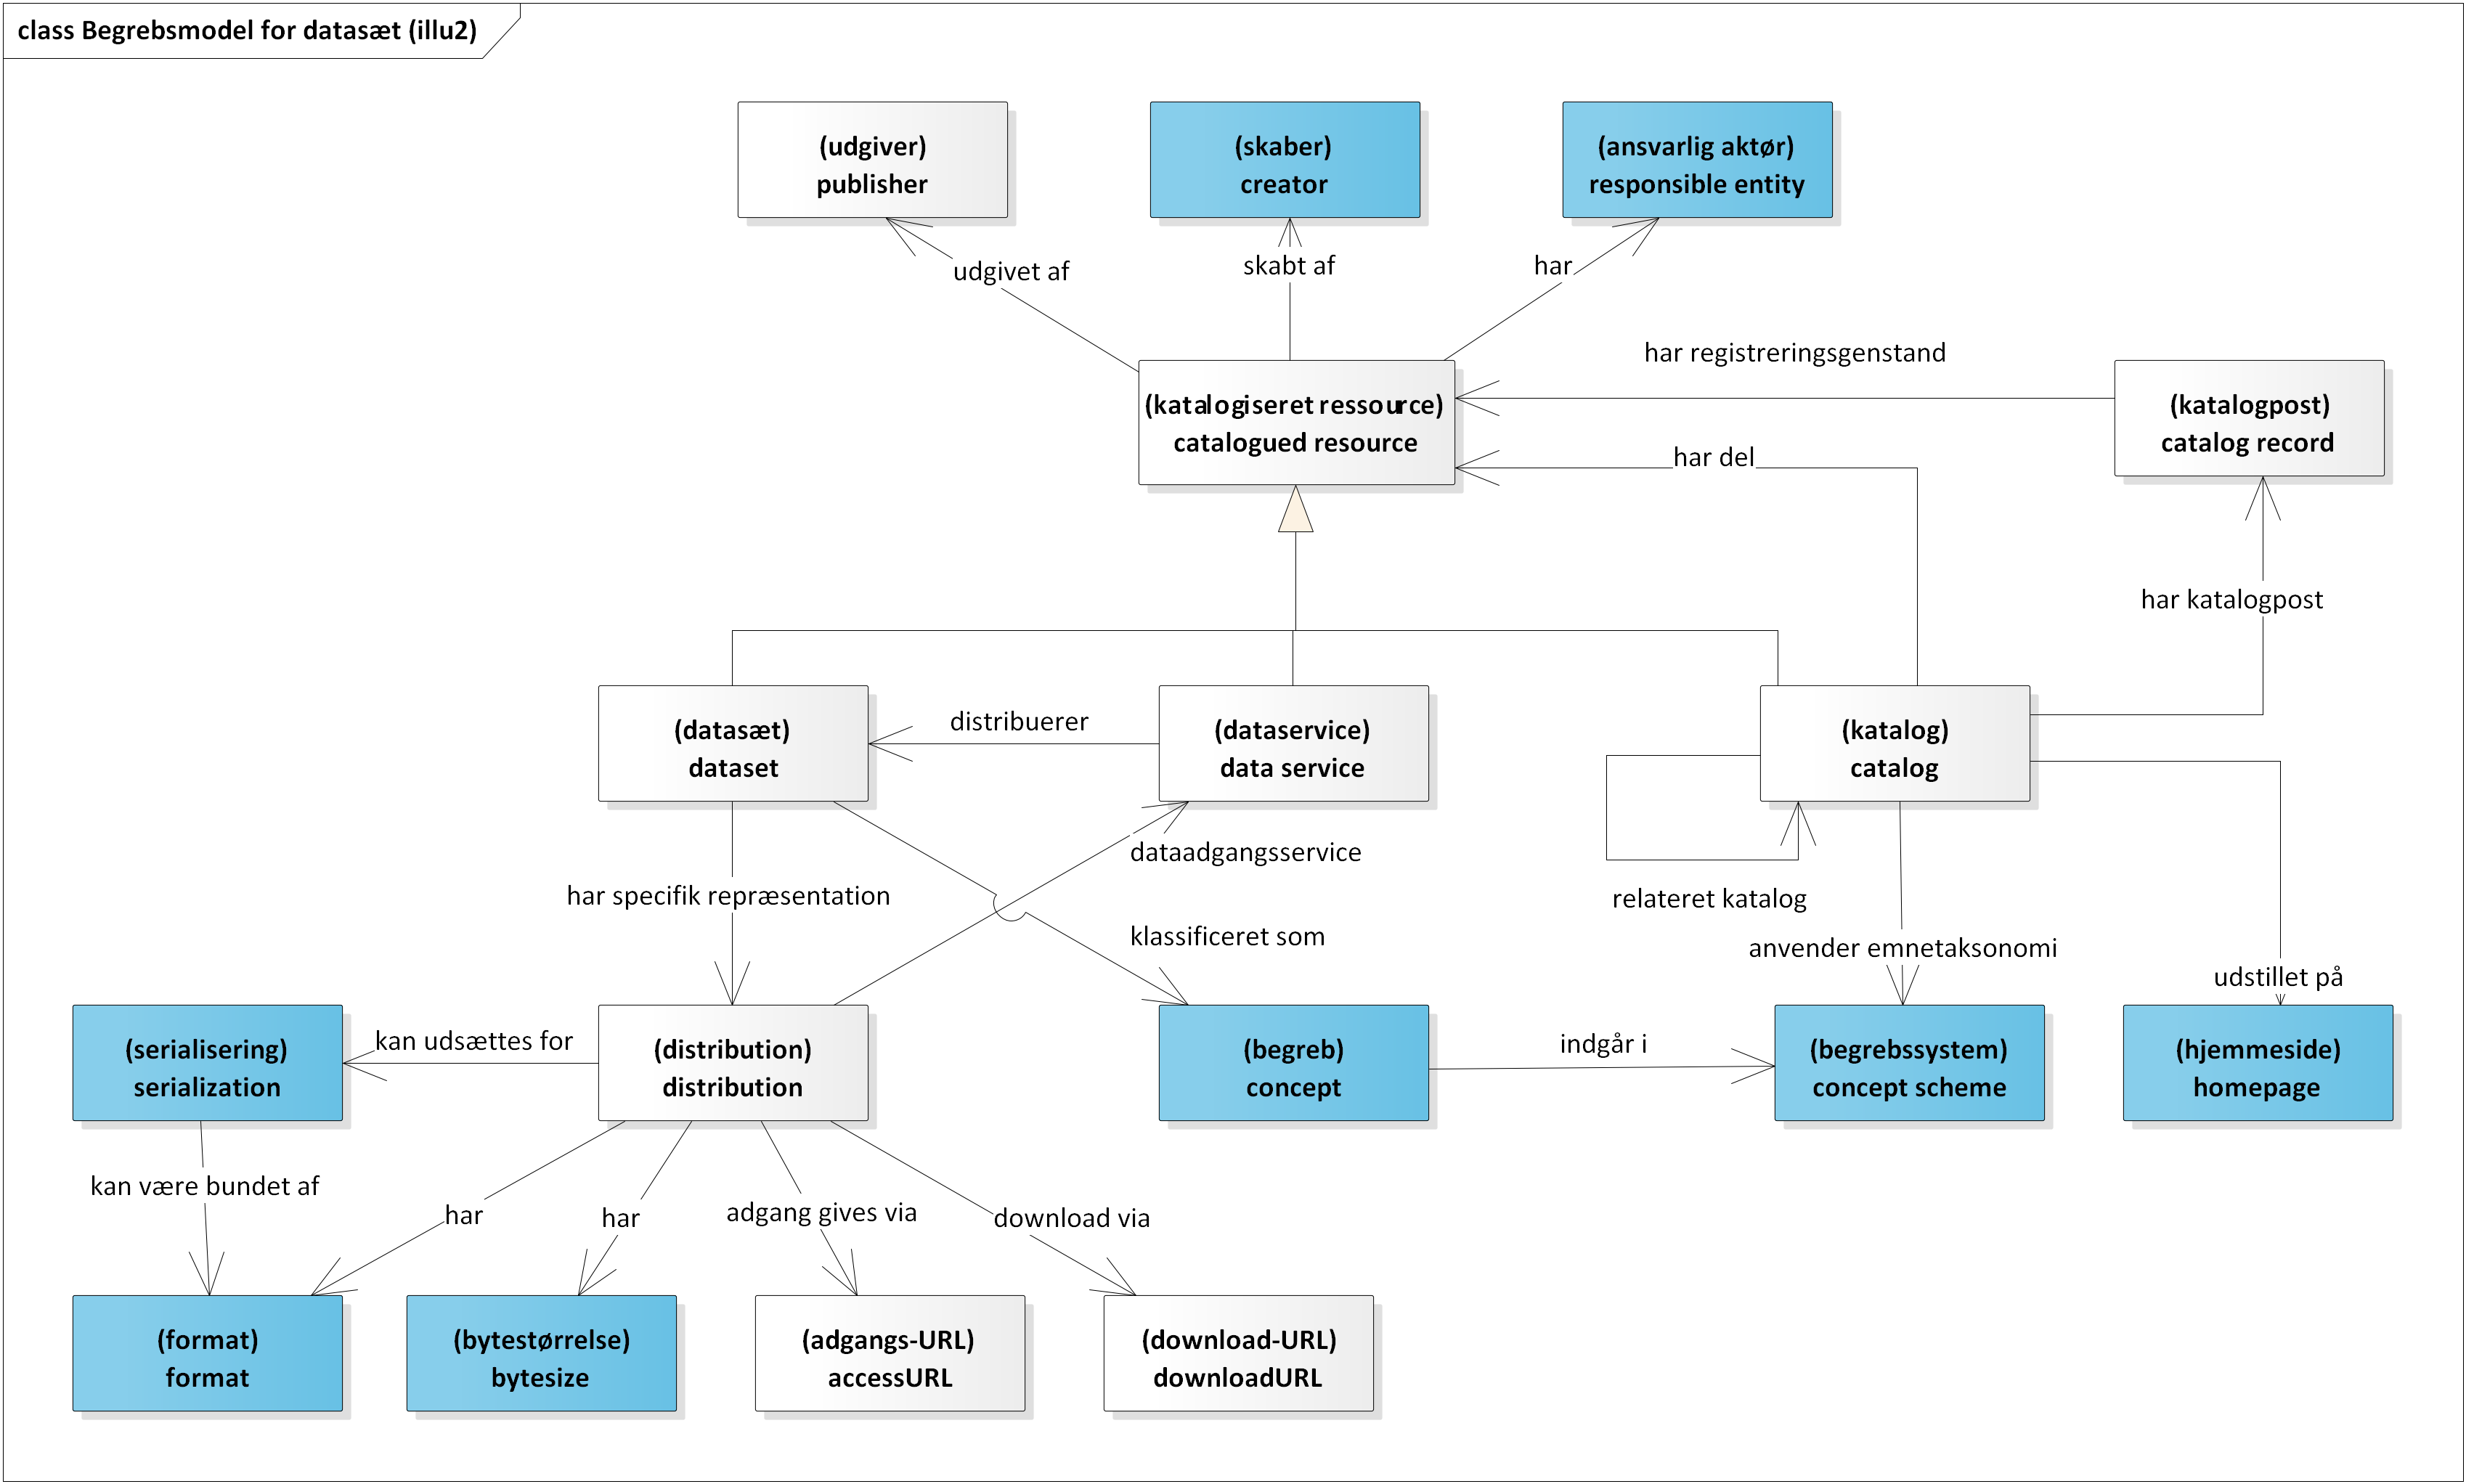 class Begrebsmodel for datasæt (illu2)
(udgiver)
publisher
(skaber)
creator
(ansvarlig aktør)
responsible entity
udgivet af
skabt af
har
har registreringsgenstand
(katalogiseret ressource)
catalogued resource
(katalogpost)
catalog record
har del
har katalogpost
(datasæt)
dataset
distribuerer
(dataservice)
data service
(katalog)
catalog
dataadgangsservice
har specifik repræsentation
relateret katalog
klassificeret som
anvender emnetaksonomi
udstillet på
(serialisering)
serialization
kan udsættes for
(distribution)
distribution
(begreb)
concept
indgår i
(begrebssystem)
concept scheme
(hjemmeside)
homepage
kan være bundet af
har
har
adgang gives via
download via
(format)
format
(bytestørrelse)
bytesize
(adgangs-URL)
accessURL
(download-URL)
downloadURL